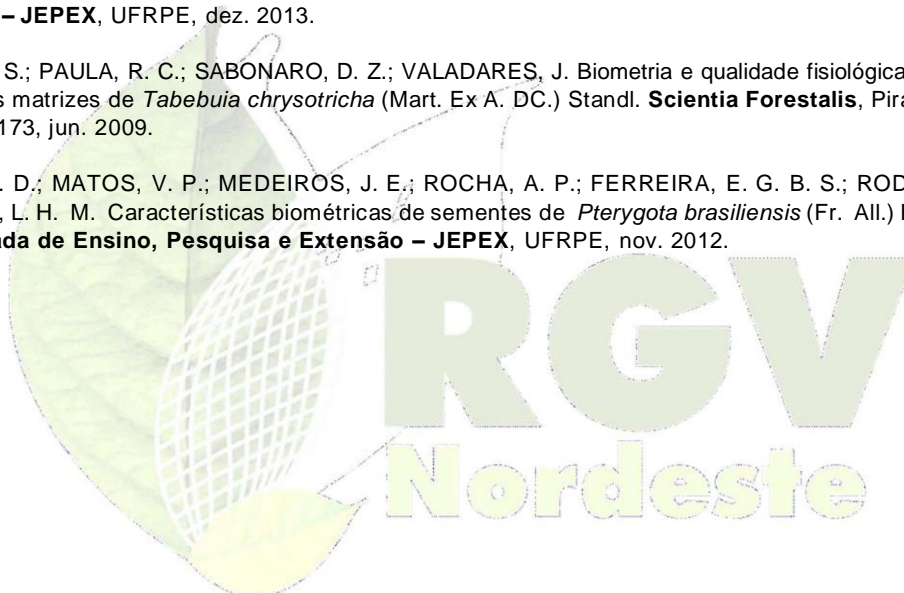 – JEPEX, UFRPE, dez. 2013.
S.; PAULA, R. C.; SABONARO, D. Z.; VALADARES, J. Biometria e qualidade fisiológica
s matrizes de Tabebuia chrysotricha (Mart. Ex A. DC.) Standl. Scientia Forestalis, Pira
173, jun. 2009.
. D.; MATOS, V. P.; MEDEIROS, J. E.; ROCHA, A. P.; FERREIRA, E. G. B. S.; ROD
, L. H. M. Características biométricas de sementes de Pterygota brasiliensis (Fr. All.)
ada de Ensino, Pesquisa e Extensão – JEPEX, UFRPE, nov. 2012.
RGV
Nordeste